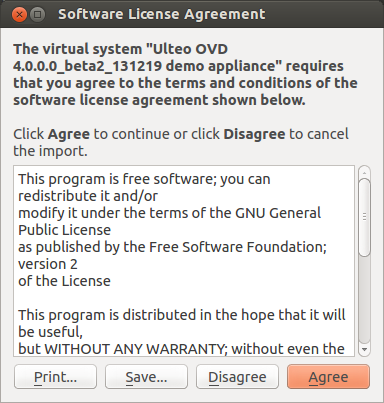 Software License Agreement
The virtual system "Ulteo OVD
4.0.0.0_beta2_131219 demo appliance" requires
that you agree to the terms and conditions of the
software license agreement shown below.
Click Agree to continue or click Disagree to cancel
the import.
This program is free software; you can
redistribute it and/or
modify it under the terms of the GNU General
Public License
as published by the Free Software Foundation;
version 2
of the License
This program is distributed in the hope that it will
be useful,
but WITHOUT ANY WARRANTY; without even the
Print...
Save...
Disagree
Agree